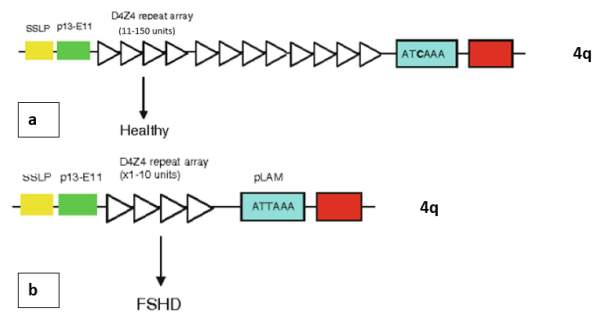 D4Z4 repeat array
SSLP p13-E11 (11-150 units)
ATCAAA
4q
a
Healthy
D4Z4 repeat array
SSLP p13-E11 (x1-10 units) pLAM
ATTAAA
4q
b
FSHD